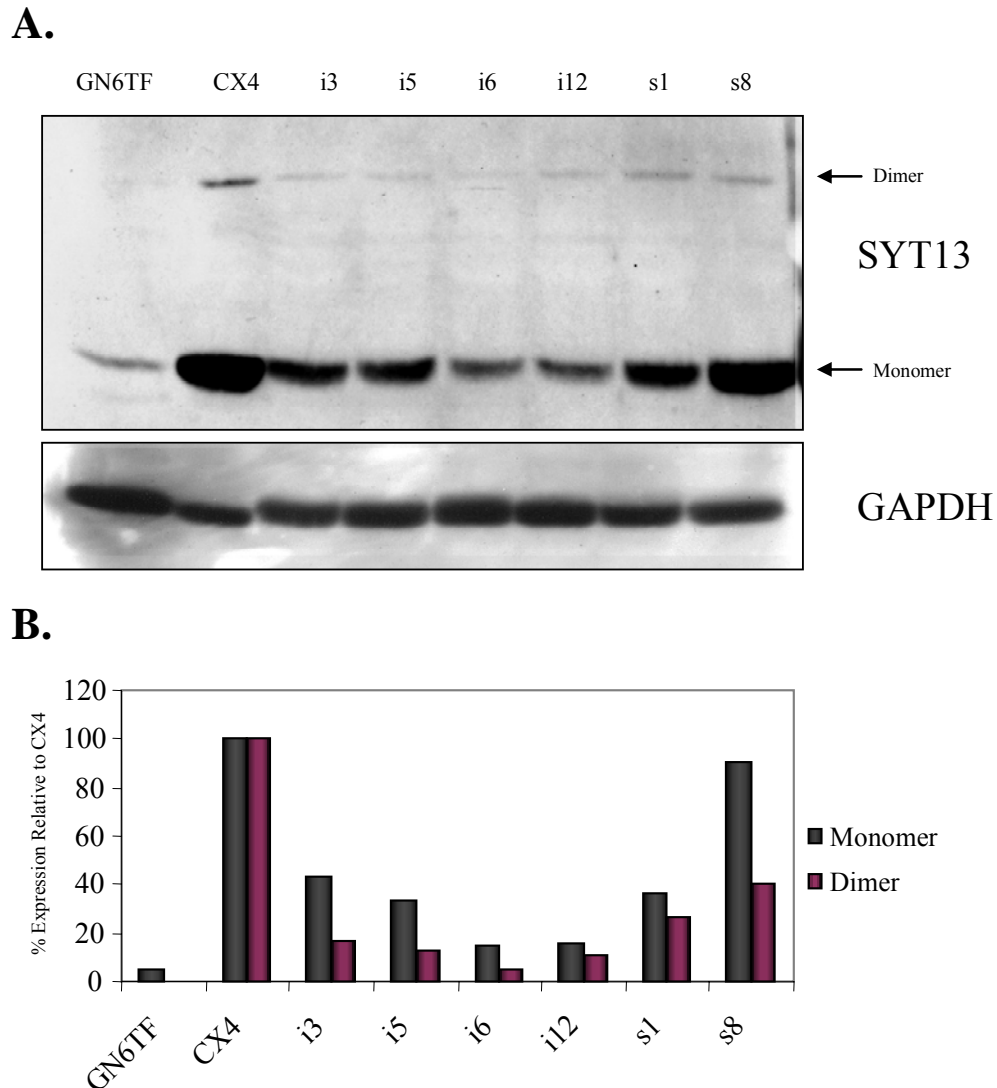 A.
GN6TF CX4 i3 i5 i6 i12 s1 s8
Dimer
SYT13
Monomer
GAPDH
B.
% Expression Relative to CX4
120
100
80
60
40
20
0
GN6TF CX4 i3 i5 i6 i12 s1 s8
Monomer
Dimer